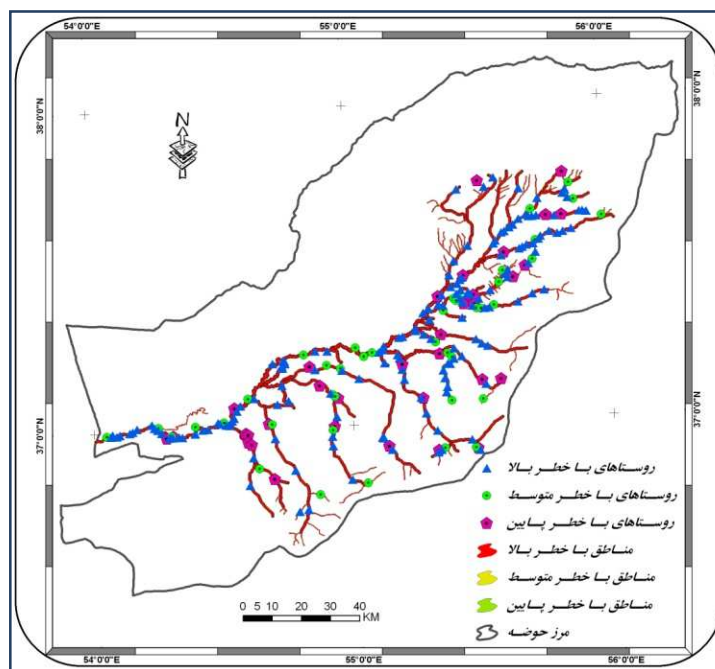 54°0'0"E 55°0'0"E 56°0'0"E
38°0'0"N 38°0'0"N
N
37°0'0"N 37°0'0"N
روستاهای با خطر بالا
روستاهای با خطر متوسط
روستاهای با خطر پایین
مناطق با خطر بالا
مناطق با خطر متوسط
مناطق با خطر پایین
مرز حوضه
0 5 10 20 30 40
KM
54°0'0"E 55°0'0"E 56°0'0"E